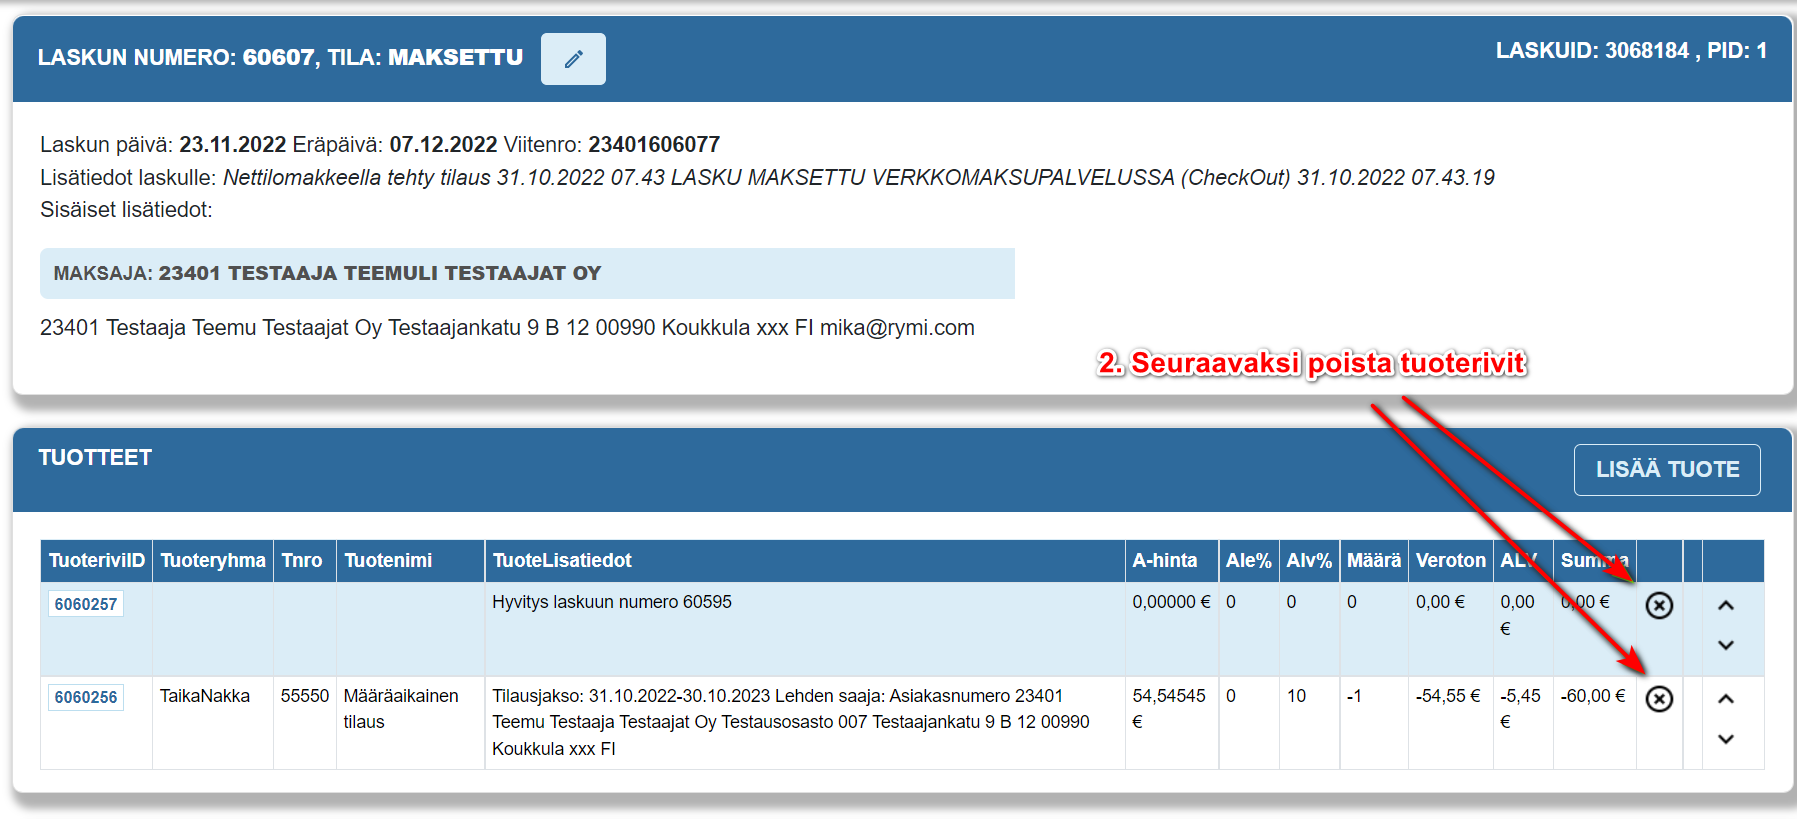 LASKUN NUMERO: 60607, TILA: MAKSETTU
LASKUID: 3068184 , PID: 1
Laskun päivä: 23.11.2022 Eräpäivä: 07.12.2022 Viitenro: 23401606077
Lisätiedot laskulle: Nettilomakkeella tehty tilaus 31.10.2022 07.43 LASKU MAKSETTU VERKKOMAKSUPALVELUSSA (CheckOut) 31.10.2022 07.43.19
Sisäiset lisätiedot:
MAKSAJA: 23401 TESTAAJA TEEMULI TESTAAJAT OY
23401 Testaaja Teemu Testaajat Oy Testaajankatu 9 B 12 00990 Koukkula xxx FI mika@rymi.com
2. Seuraavaksi poista tuoterivit
TUOTTEET
LISÄÄ TUOTE
TuoteriviID Tuoteryhma Tnro Tuotenimi TuoteLisatiedot A-hinta Ale% Alv% Määrä Veroton ALV Summa
6060257 Hyvitys laskuun numero 60595 0,00000 € 0 0 0 0,00 € 0,00 0,00 €
€
6060256 TaikaNakka 55550 Määräaikainen Tilausjakso: 31.10.2022-30.10.2023 Lehden saaja: Asiakasnumero 23401 54,54545 0 10 -1 -54,55 € -5,45 -60,00 €
tilaus Teemu Testaaja Testaajat Oy Testausosasto 007 Testaajankatu 9 B 12 00990 € €
Koukkula xxx FI